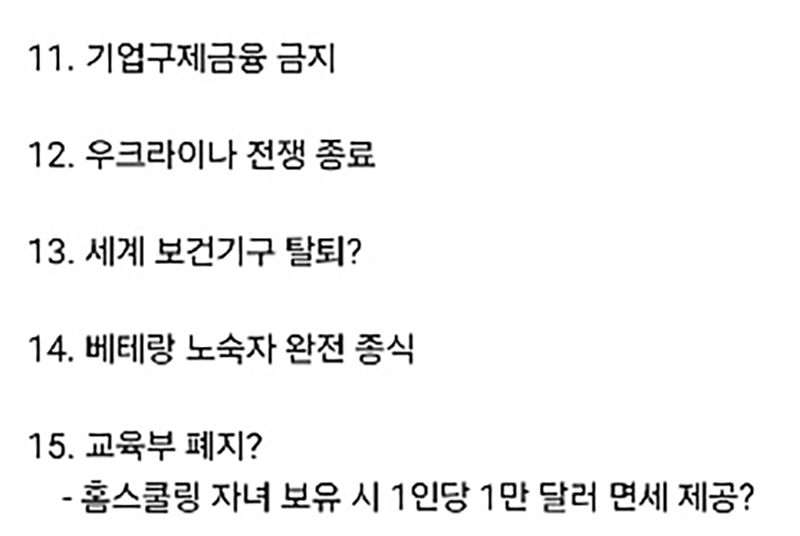 11. 기업구제금융 금지
12. 우크라이나 전쟁 종료
13. 세계 보건기구 탈퇴?
14. 베테랑 노숙자 완전 종식
15. 교육부 폐지?
- 홈스쿨링 자녀 보유 시 1인당 1만 달러 면세 제공?